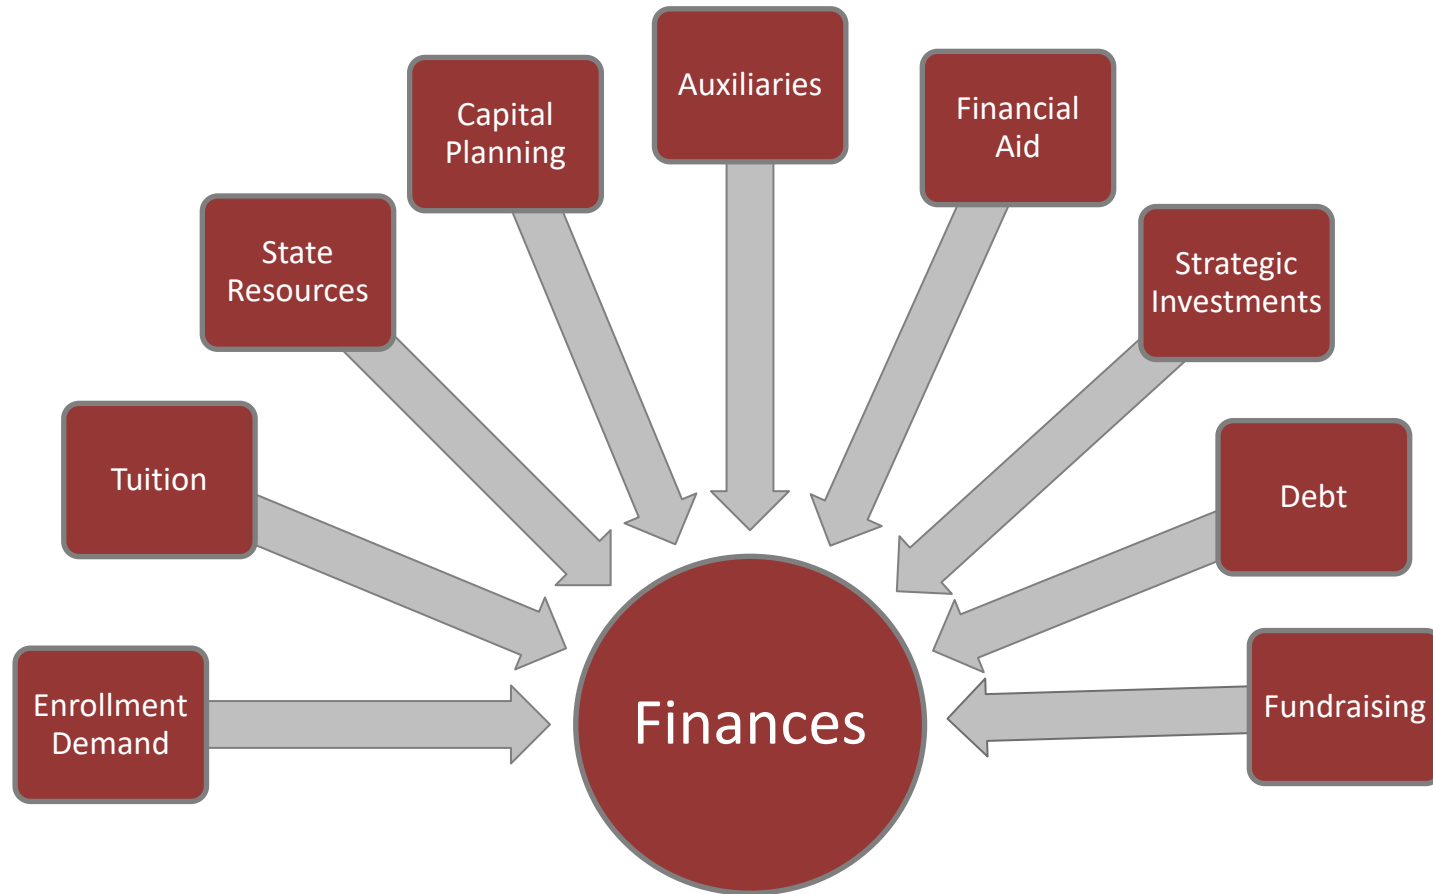 Auxiliaries
Capital
Planning
Financial
Aid
State
Resources
Strategic
Investments
Tuition
Debt
Enrollment
Demand
Fundraising
Finances